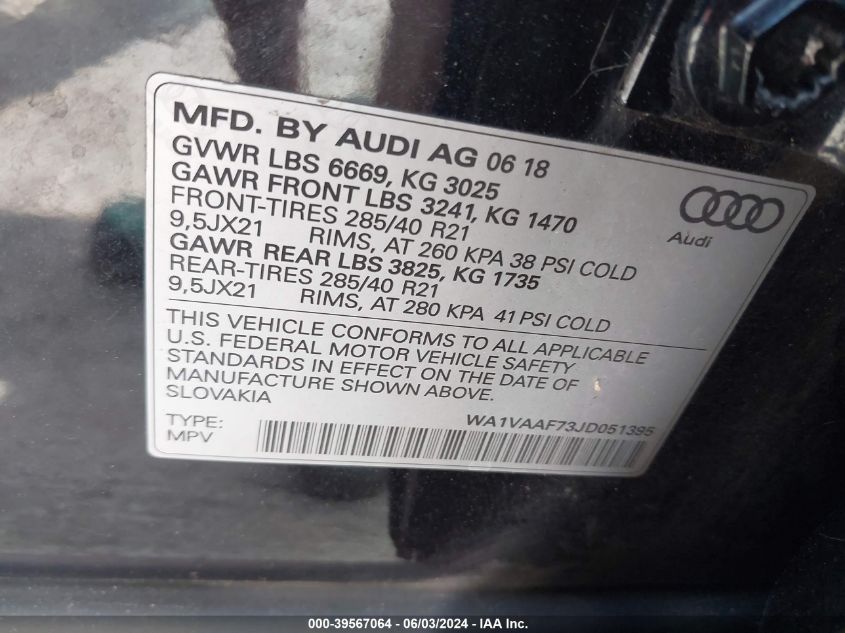 MFD. BY AUDI AG 06 18
GVWR LBS 6669, KG 3025
GAWR FRONT LBS 3241, KG 1470
FRONT-TIRES 285/40 R21
9,5JX21 RIMS, AT 260 KPA 38 PSI COLD
GAWR REAR LBS 3825, KG 1735
REAR-TIRES 285/40 R21
9,5JX21 RIMS, AT 280 KPA 41 PSI COLD
Audi
THIS VEHICLE CONFORMS TO ALL APPLICABLE
U.S. FEDERAL MOTOR VEHICLE SAFETY
STANDARDS IN EFFECT ON THE DATE OF
MANUFACTURE SHOWN ABOVE.
SLOVAKIA
WA1VAAF73JD051395
TYPE:
MPV
000-39567064 - 06/03/2024 - IAA Inc.